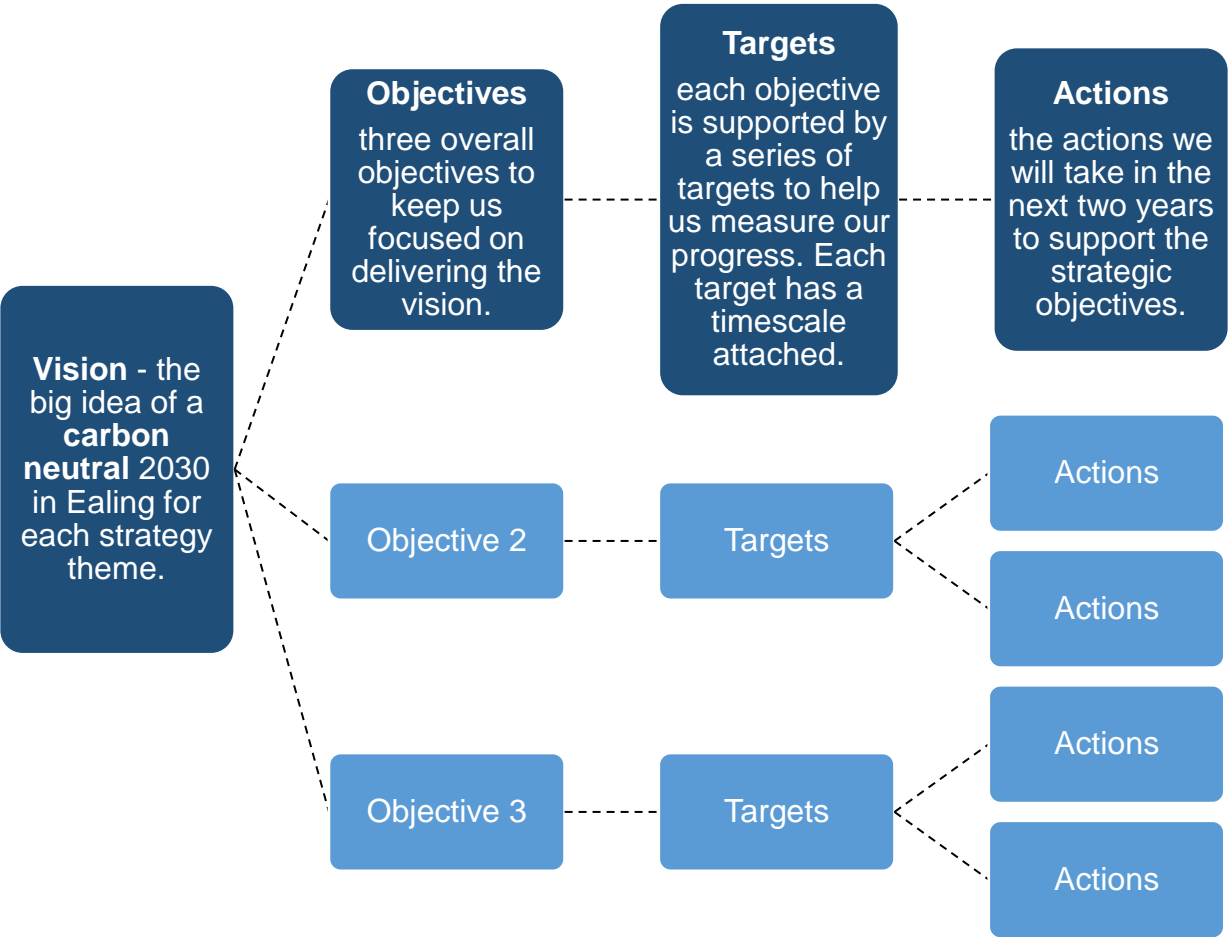 Vision - the
big idea of a
carbon
neutral 2030
in Ealing for
each strategy
theme.
Objectives
three overall
objectives to
keep us
focused on
delivering the
vision.
Targets
each objective
is supported by
a series of
targets to help
us measure our
progress. Each
target has a
timescale
attached.
Actions
the actions we
will take in the
next two years
to support the
strategic
objectives.
Objective 2
Targets
Actions
Actions
Objective 3
Targets
Actions
Actions